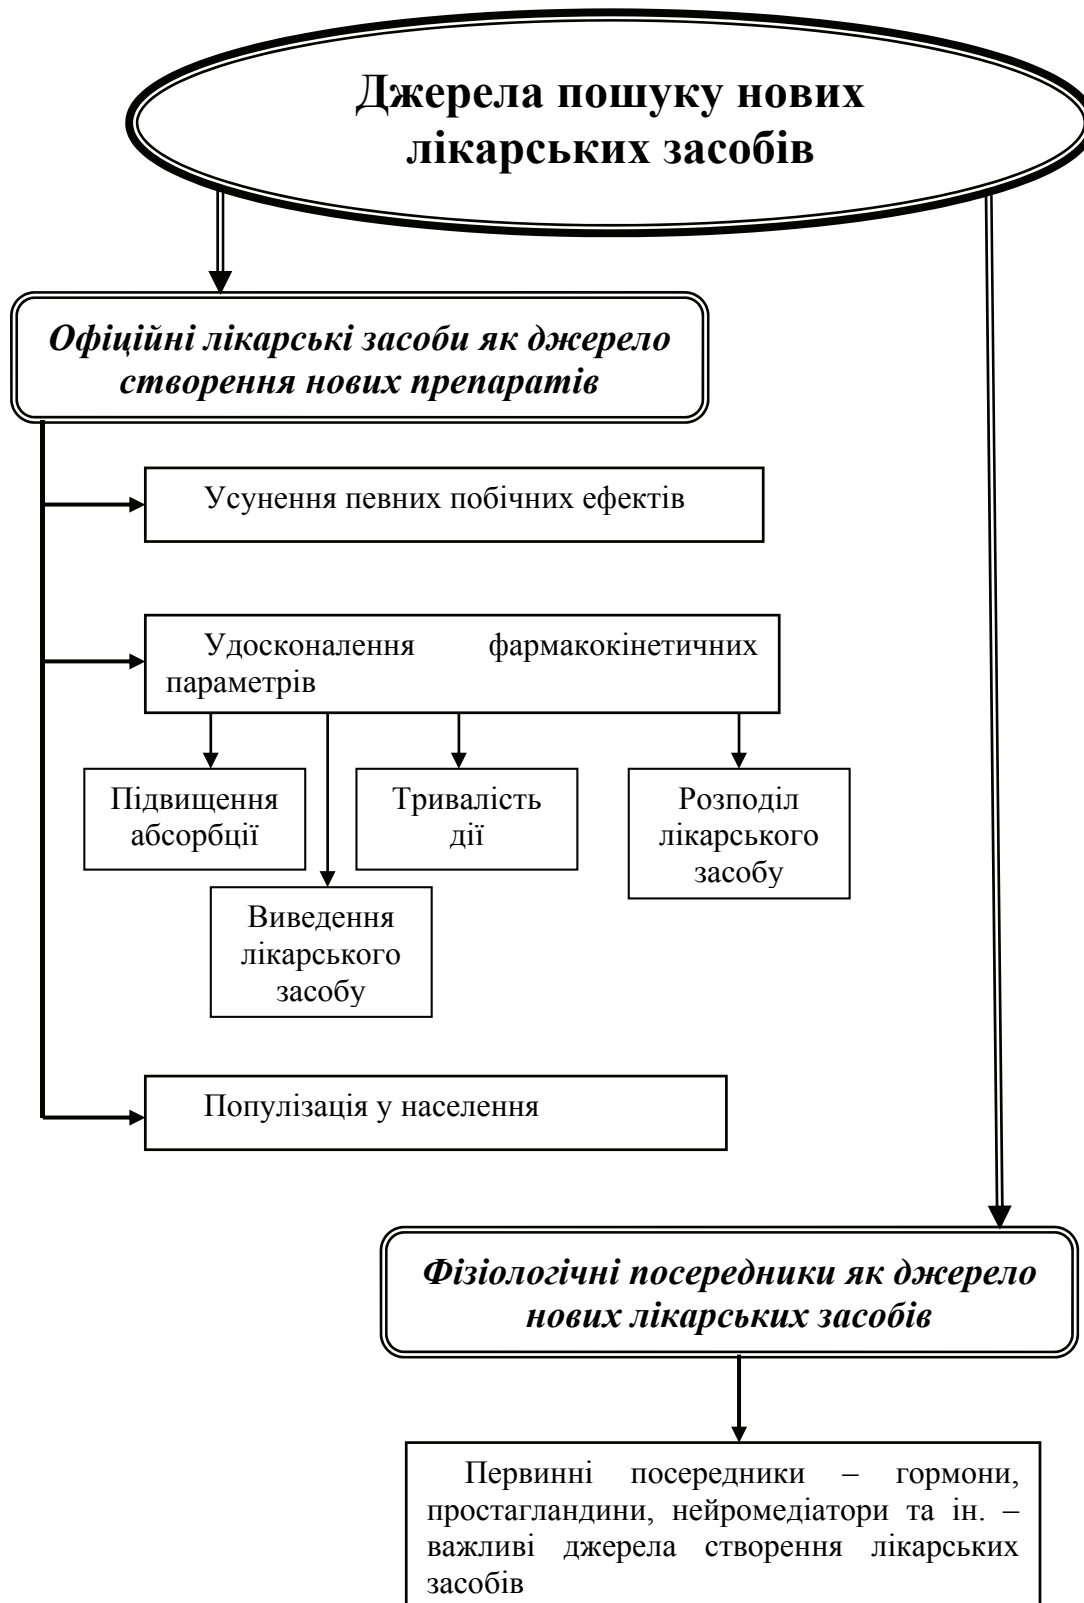 Джерела пошуку нових
лікарських засобів
Офіційні лікарські засоби як джерело
створення нових препаратів
Усунення певних побічних ефектів
Удосконалення фармакокінетичних
параметрів
Підвищення
абсорбції
Тривалість
дії
Розподіл
лікарського
засобу
Виведення
лікарського
засобу
Популізація у населення
Фізіологічні посередники як джерело
нових лікарських засобів
Первинні посередники – гормони,
простагландини, нейромедіатори та ін. –
важливі джерела створення лікарських
засобів